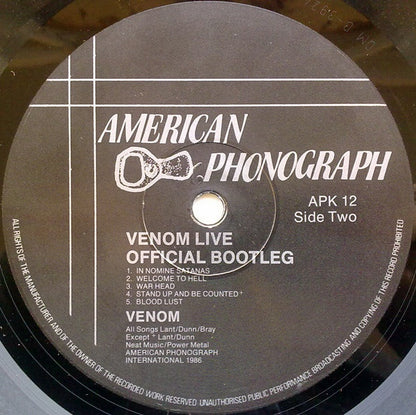 AMERICAN
PHONOGRAPH
APK 12
Side Two
VENOM LIVE
OFFICIAL BOOTLEG
1. IN NOMINE SATANAS
2. WELCOME TO HELL
3. WAR HEAD
4. STAND UP AND BE COUNTED +
5. BLOOD LUST
VENOM
All Songs Lant/Dunn/Bray
Except + Lant/Dunn
Neat Music/Power Metal
AMERICAN PHONOGRAPH
INTERNATIONAL 1986
ALL RIGHTS OF THE MANUFACTURER AND OF THE OWNER OF THE RECORDED WORK RESERVED UNAUTHORISED PUBLIC PERFORMANCE BROADCASTING AND COPYING OF THIS RECORD PROHIBITED